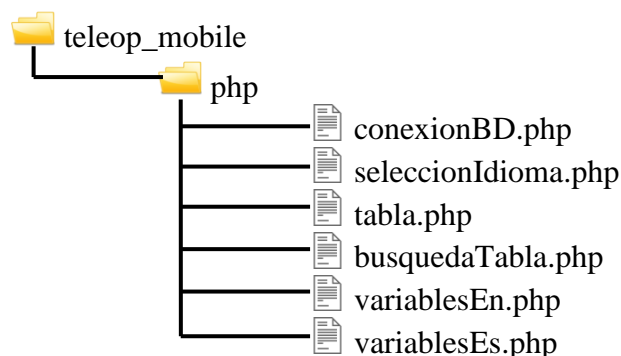 teleop_mobile
php
conexionBD.php
seleccionIdioma.php
tabla.php
busquedaTabla.php
variablesEn.php
variablesEs.php